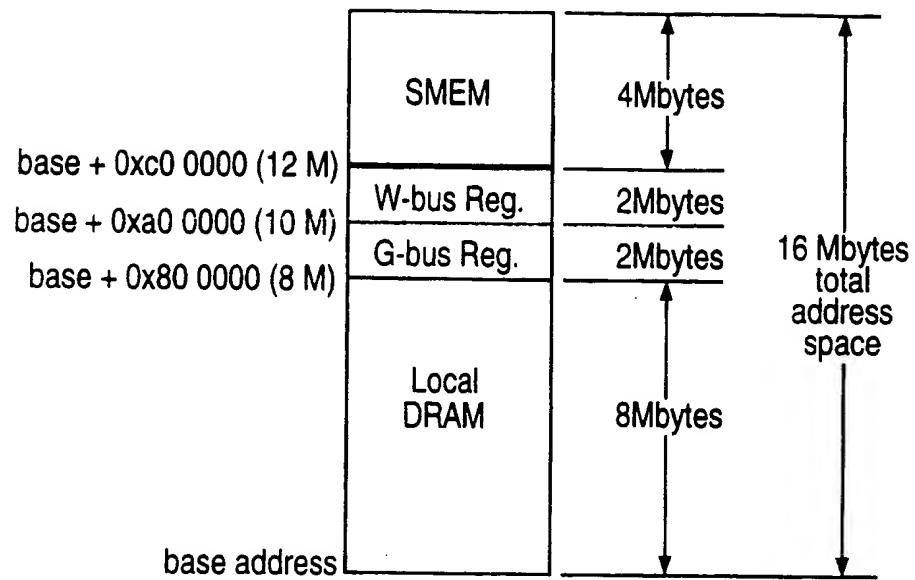 SMEM
4Mbytes
base + 0xc0 0000 (12 M)
W-bus Reg.
2Mbytes
base + 0xa0 0000 (10 M)
G-bus Reg.
2Mbytes
16 Mbytes
total
address
space
base + 0x80 0000 (8 M)
Local
DRAM
8Mbytes
base address